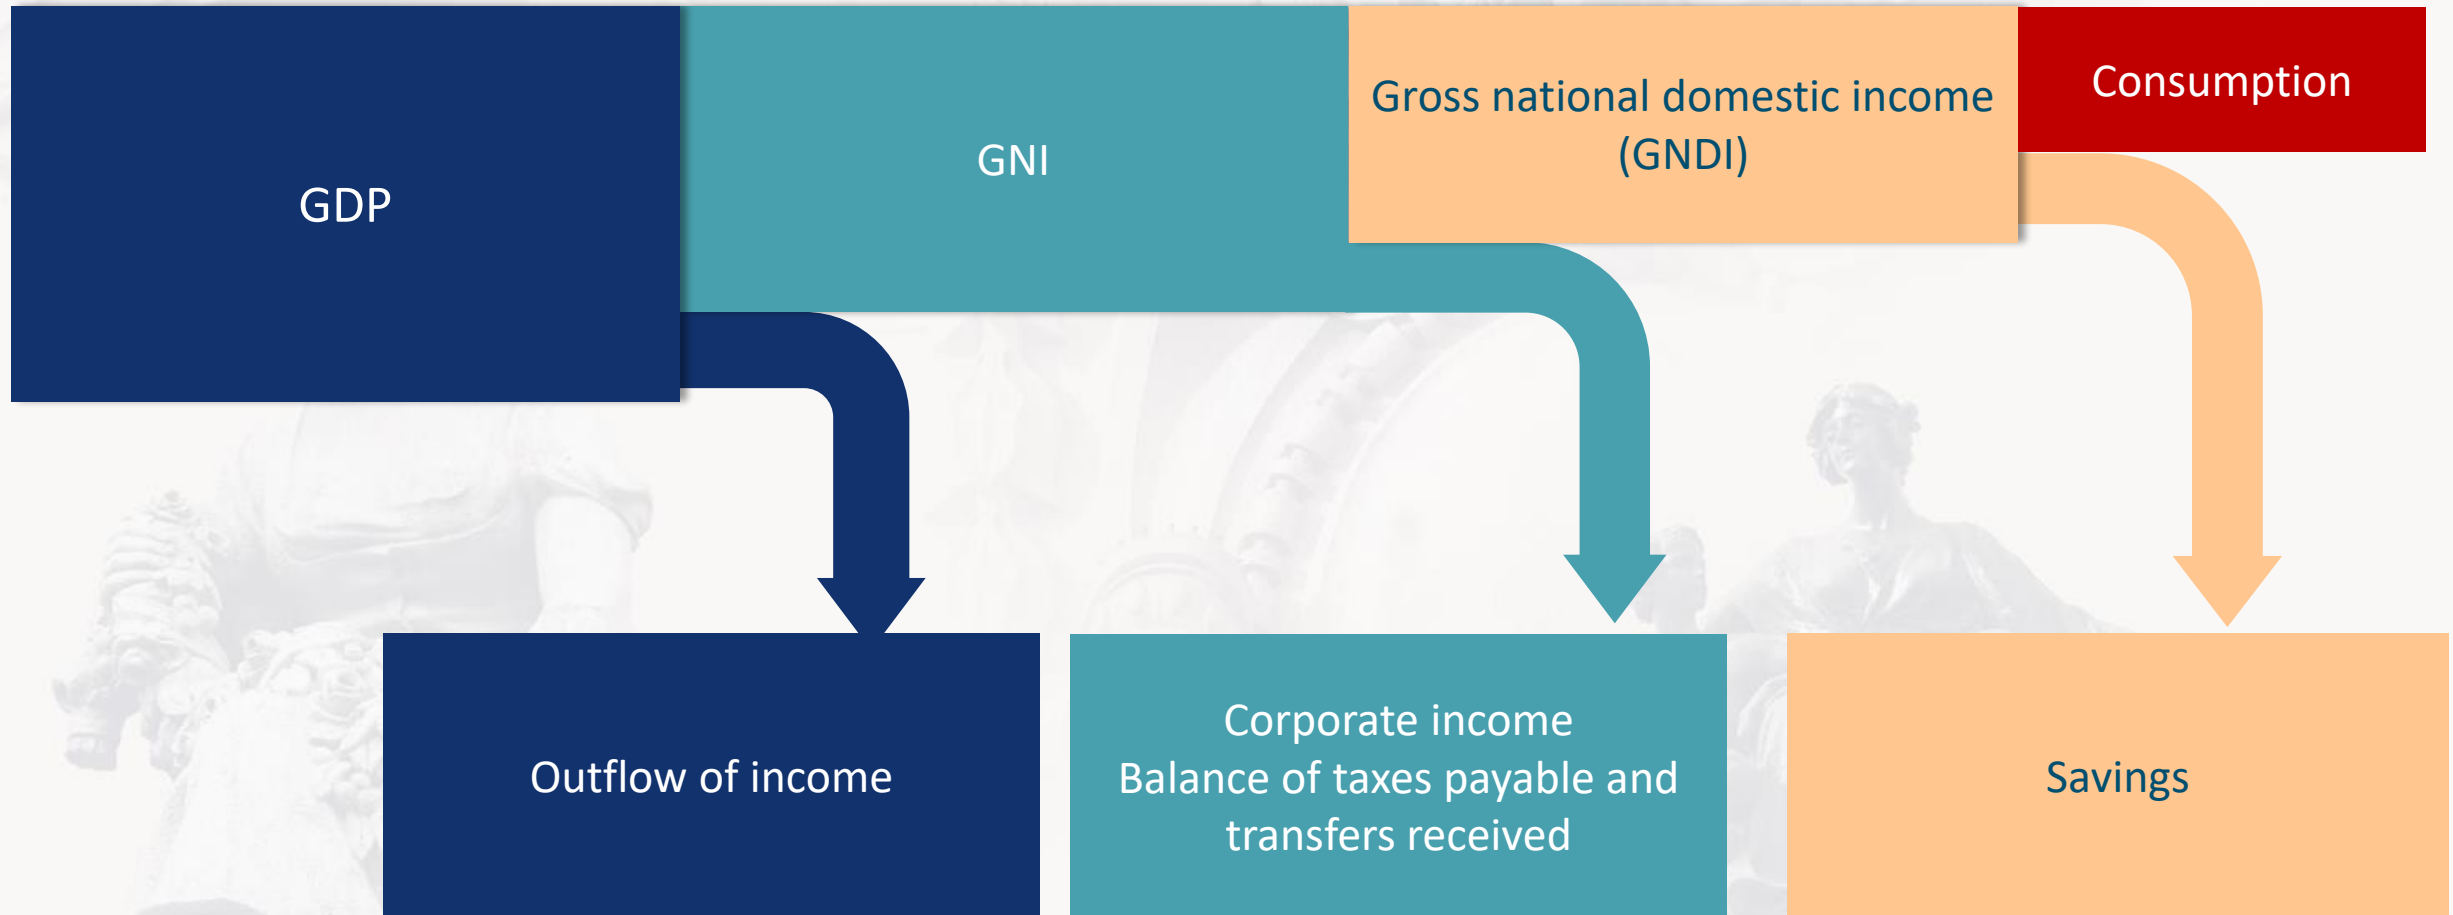 GDP
GNI
Gross national domestic income
(GNDI)
Consumption
Outflow of income
Corporate income
Balance of taxes payable and
transfers received
Savings